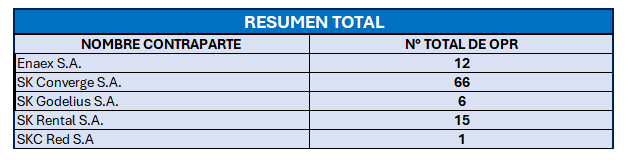 RESUMEN TOTAL
NOMBRE CONTRAPARTE N° TOTAL DE OPR
Enaex S.A. 12
SK Converge S.A. 66
SK Godelius S.A. 6
SK Rental S.A. 15
SKC Red S.A 1